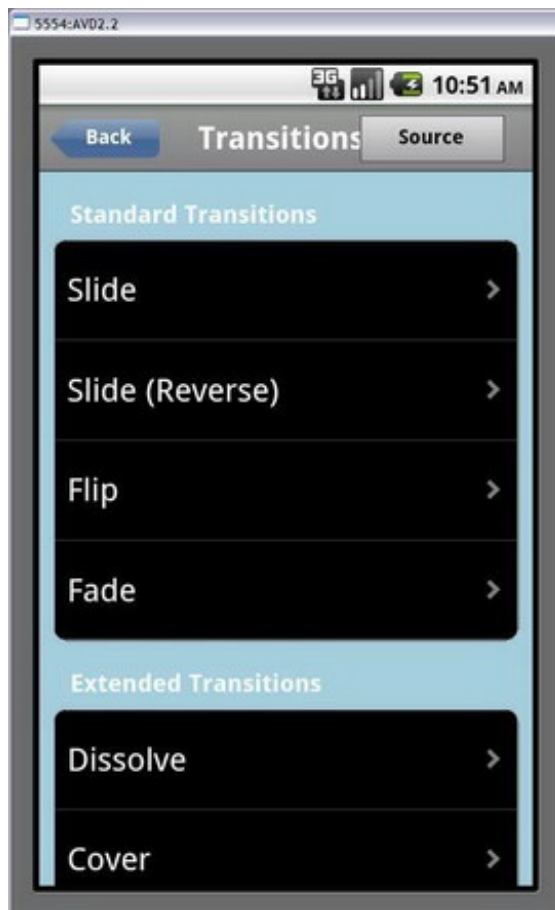 5554:AVD2.2
3G 10:51 AM
Back Transitions Source
Standard Transitions
Slide
Slide (Reverse)
Flip
Fade
Extended Transitions
Dissolve
Cover